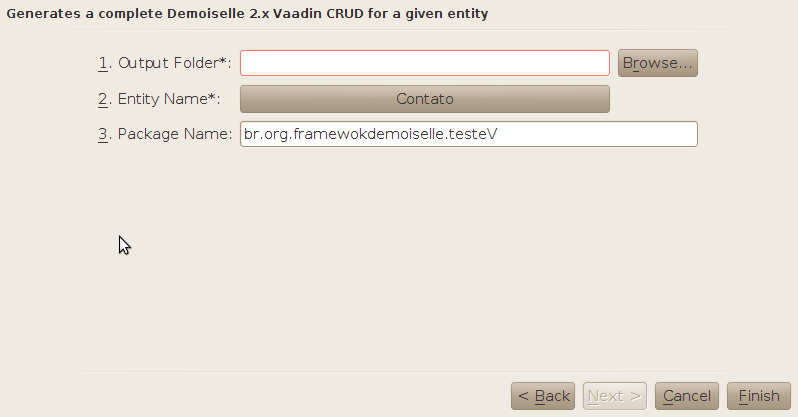 Generates a complete Demoiselle 2.x Vaadin CRUD for a given entity
1. Output Folder*: Browse...
2. Entity Name*: Contato
3. Package Name: br.org.framewokdemoiselle.testeV
< Back Next > Cancel Finish